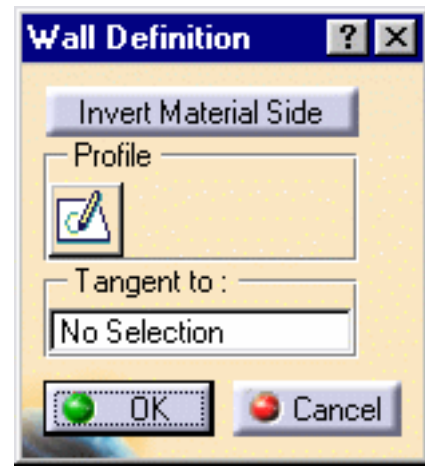 Wall Definition ? X
Invert Material Side
Profile
Tangent to :
No Selection
OK Cancel